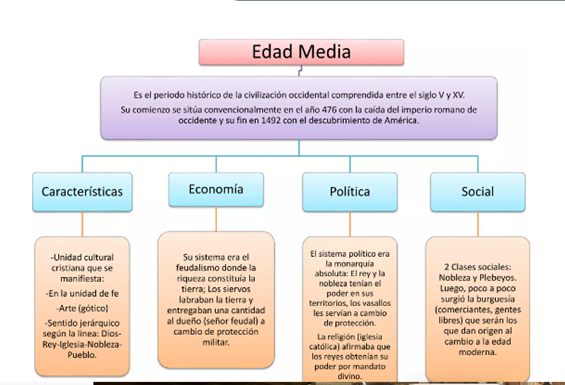 Edad Media
Es el periodo histórico de la civilización occidental comprendida entre el siglo V y XV.
Su comienzo se sitúa convencionalmente en el año 476 con la caída del imperio romano de
occidente y su fin en 1492 con el descubrimiento de América.
Características
Economía
Política
Social
-Unidad cultural
cristiana que se
manifiesta:
-En la unidad de fe
-Arte (gótico)
-Sentido jerárquico
según la linea: Dios-
Rey-Iglesia-Nobleza-
Pueblo.
Su sistema era el
feudalismo donde la
riqueza constituía la
tierra; Los siervos
labraban la tierra y
entregaban una cantidad
al dueño (señor feudal) a
cambio de protección
militar.
El sistema político era
la monarquía
absoluta: El rey y la
nobleza tenían el
poder en sus
territorios, los vasallos
les servían a cambio
de protección.
La religión (iglesia
católica) afirmaba que
los reyes obtenían su
poder por mandato
divino.
2 Clases sociales:
Nobleza y Plebeyos.
Luego, poco a poco
surgió la burguesía
(comerciantes, gentes
libres) que serán los
que dan origen al
cambio a la edad
moderna.